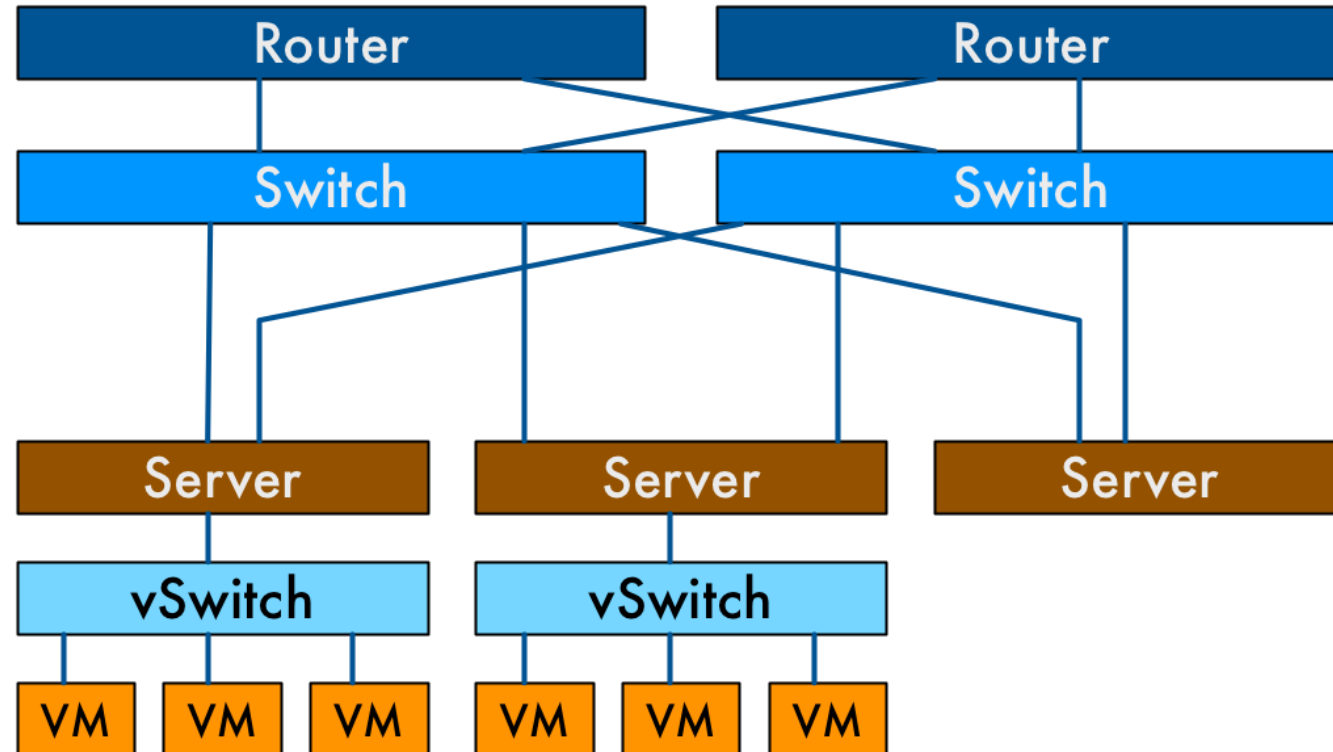 Router
Router
Switch
Switch
Server
Server
Server
vSwitch
vSwitch
VM
VM
VM
VM
VM
VM